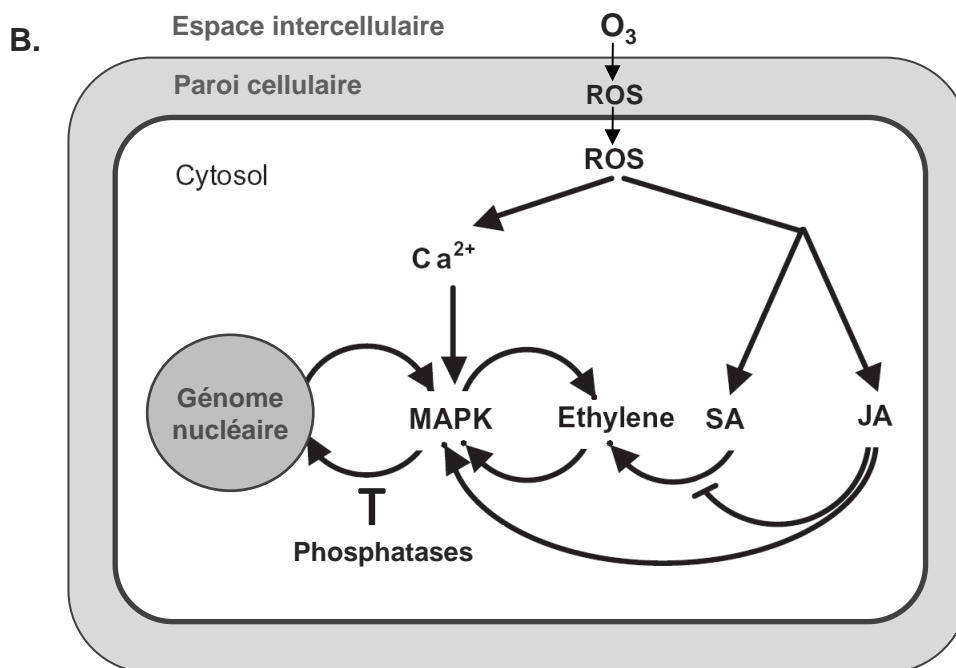 B.
Espace intercellulaire
O₃
Paroi cellulaire
ROS
ROS
Cytosol
Ca²⁺
Génome
nucléaire
MAPK
Ethylene
SA
JA
Phosphatases